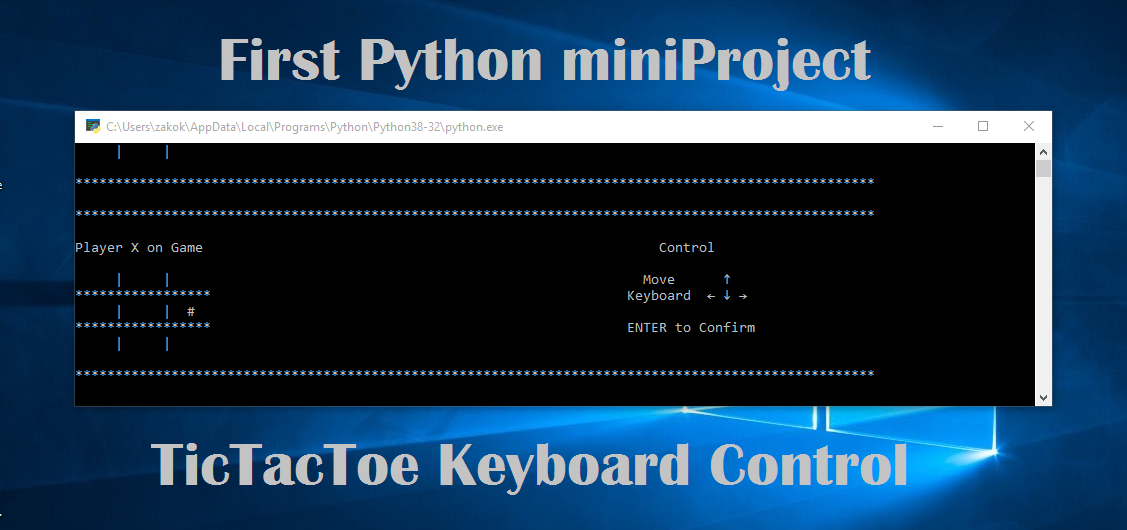 First Python miniProject
C:\Users\zakok\AppData\Local\Programs\Python\Python38-32\python.exe
|     |
****************************************************************************************************
****************************************************************************************************
Player X on Game
Control
|     |
Move ↑
*****************
Keyboard ← ↓ →
|     |  #
*****************
ENTER to Confirm
|     |
****************************************************************************************************
TicTacToe Keyboard Control